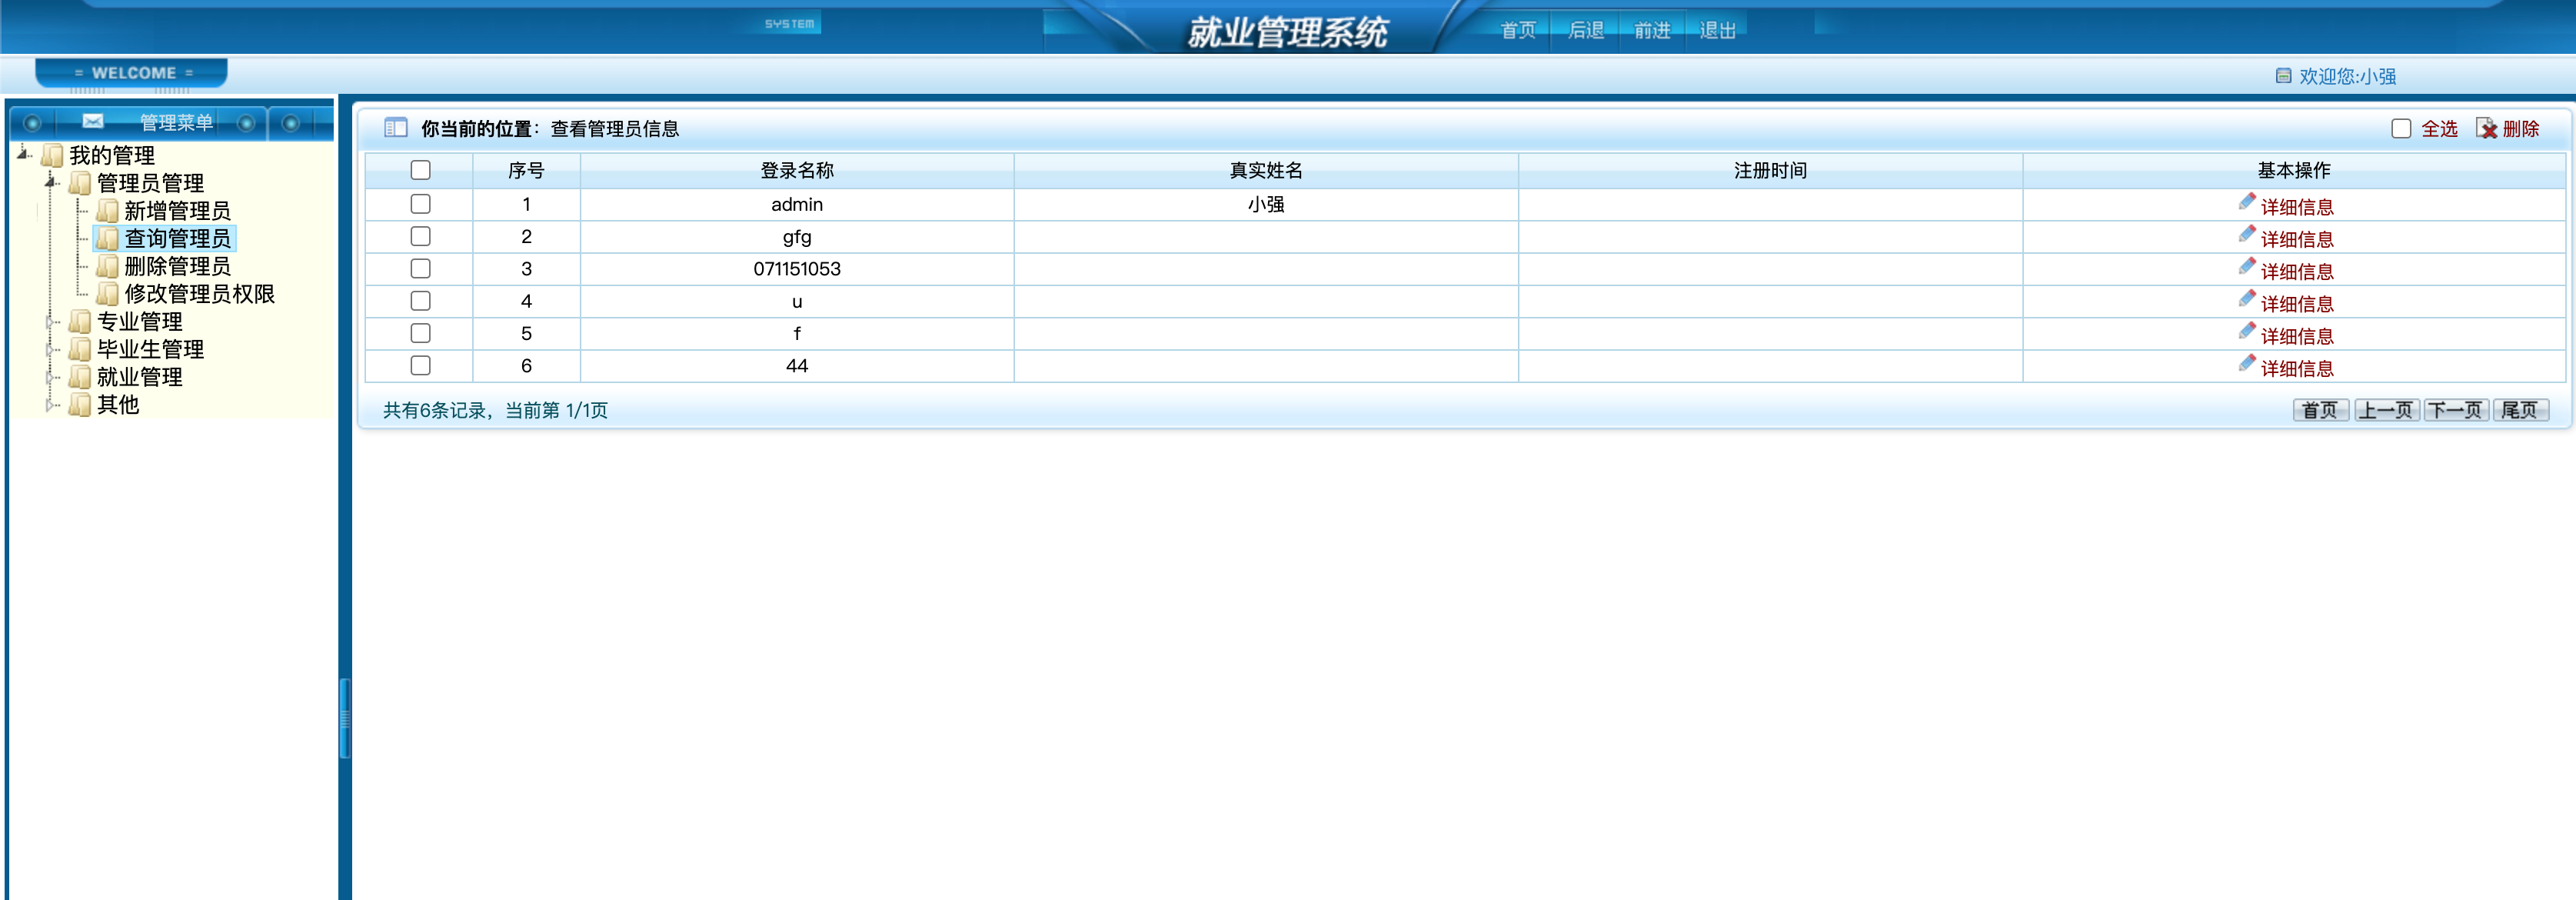 SYSTEM
就业管理系统
首页 后退 前进 退出
= WELCOME =
欢迎您:小强
管理菜单
我的管理
管理员管理
新增管理员
查询管理员
删除管理员
修改管理员权限
专业管理
毕业生管理
就业管理
其他
你当前的位置：查看管理员信息
全选 删除
序号 登录名称 真实姓名 注册时间 基本操作
1 admin 小强 详细信息
2 gfg 详细信息
3 071151053 详细信息
4 u 详细信息
5 f 详细信息
6 44 详细信息
共有6条记录，当前第 1/1页
首页 上一页 下一页 尾页